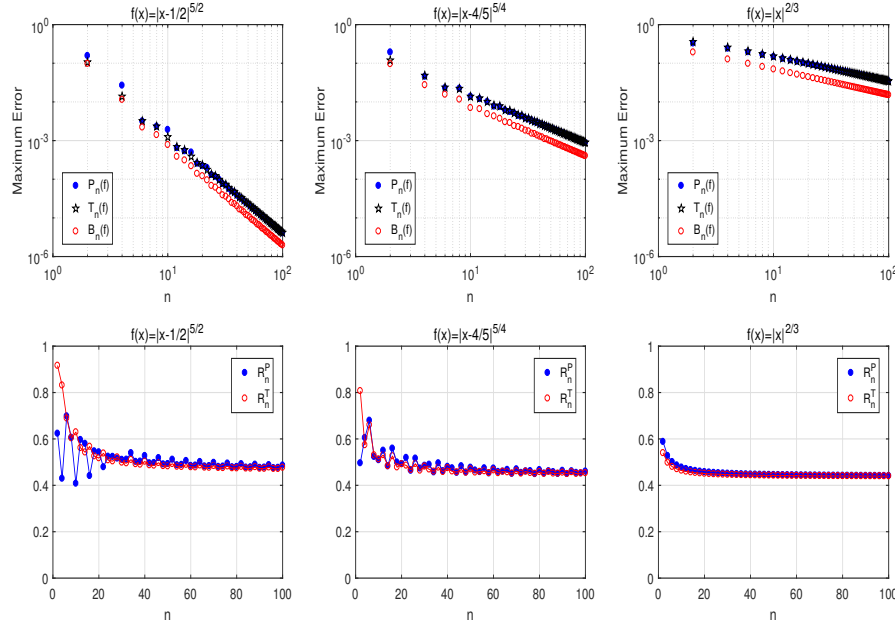 f(x)=|x-1/2|^{5/2}
10^0
10^{-3}
10^{-6}
Maximum Error
P_n(f)
T_n(f)
B_n(f)
10^0
10^1
10^2
n
f(x)=|x-4/5|^{5/4}
10^0
10^{-3}
10^{-6}
Maximum Error
P_n(f)
T_n(f)
B_n(f)
10^0
10^1
10^2
n
f(x)=|x|^{2/3}
10^0
10^{-3}
10^{-6}
Maximum Error
P_n(f)
T_n(f)
B_n(f)
10^0
10^1
10^2
n
f(x)=|x-1/2|^{5/2}
1
0.8
0.6
0.4
0.2
0
R_n^P
R_n^T
0 20 40 60 80 100
n
f(x)=|x-4/5|^{5/4}
1
0.8
0.6
0.4
0.2
0
R_n^P
R_n^T
0 20 40 60 80 100
n
f(x)=|x|^{2/3}
1
0.8
0.6
0.4
0.2
0
R_n^P
R_n^T
0 20 40 60 80 100
n